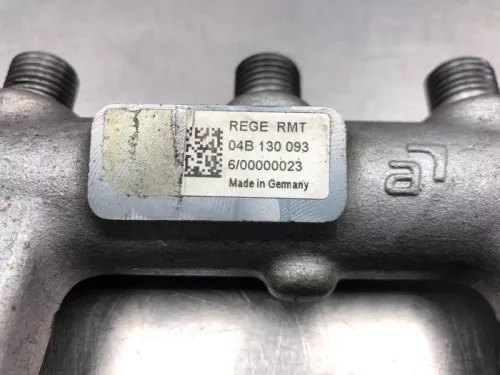 REGE RMT
04B 130 093
6/00000023
Made in Germany